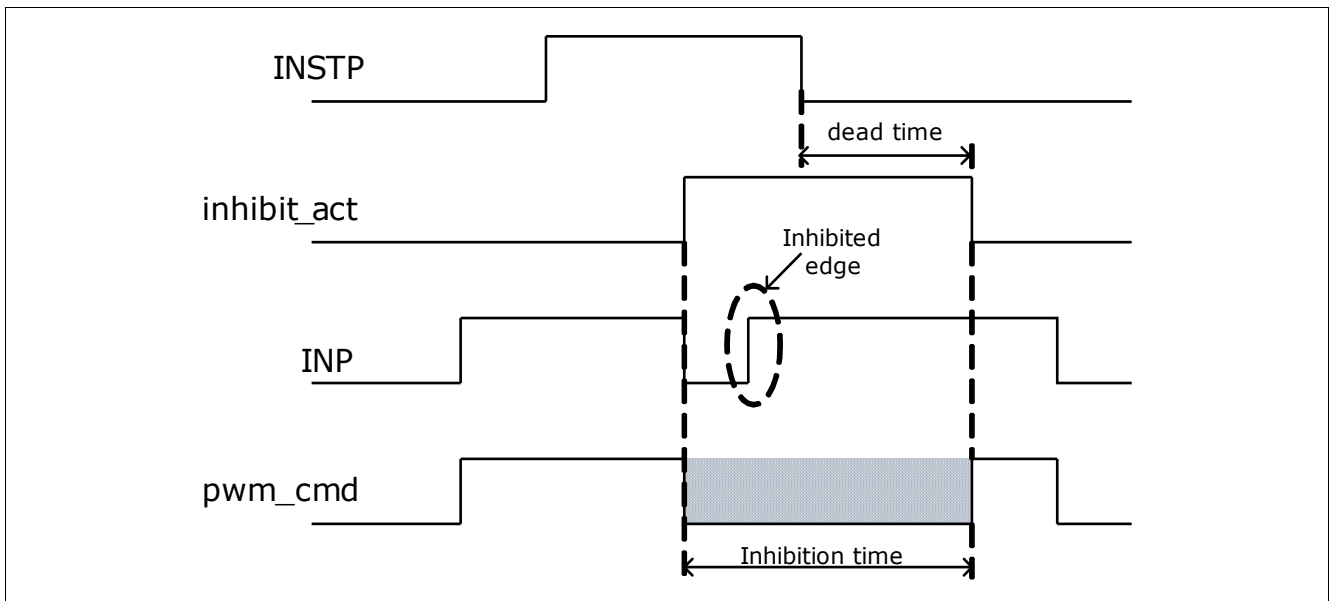 INSTP
dead time
inhibit_act
Inhibited
edge
INP
pwm_cmd
Inhibition time